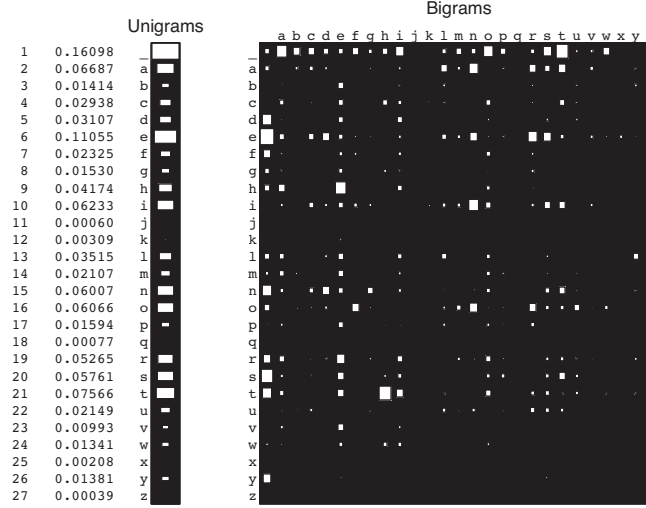 Bigrams
Unigrams
_ a b c d e f g h i j k l m n o p q r s t u v w x y
1 0.16098 _ _
2 0.06687 a a
3 0.01414 b b
4 0.02938 c c
5 0.03107 d d
6 0.11055 e e
7 0.02325 f f
8 0.01530 g g
9 0.04174 h h
10 0.06233 i i
11 0.00060 j j
12 0.00309 k k
13 0.03515 l l
14 0.02107 m m
15 0.06007 n n
16 0.06066 o o
17 0.01594 p p
18 0.00077 q q
19 0.05265 r r
20 0.05761 s s
21 0.07566 t t
22 0.02149 u u
23 0.00993 v v
24 0.01341 w w
25 0.00208 x x
26 0.01381 y y
27 0.00039 z z